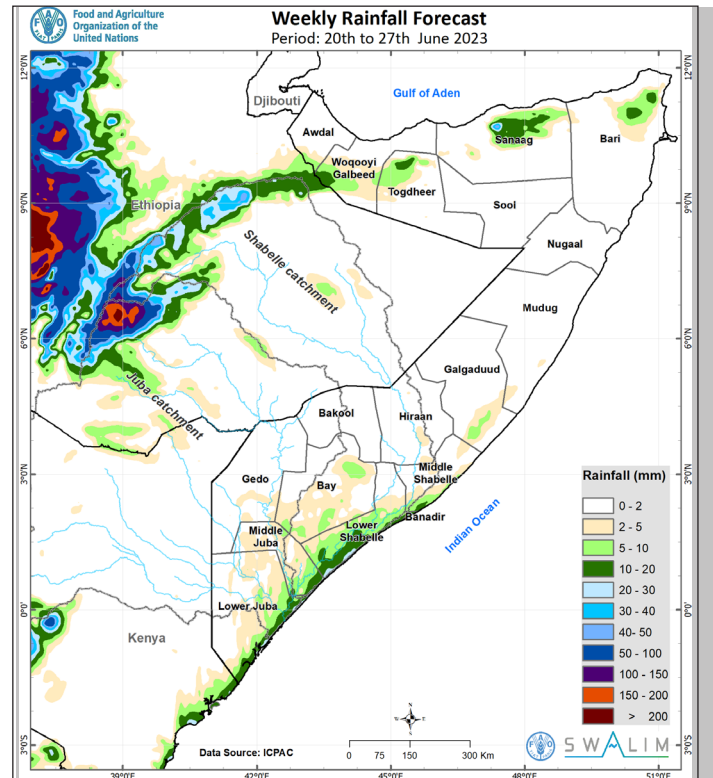 Food and Agriculture
Organization of the
United Nations
FAO
FIAT PANIS
Weekly Rainfall Forecast
Period: 20th to 27th June 2023
12°0'N
12°0'N
Djibouti
Gulf of Aden
Awdal
Sanaag
Bari
Woqooyi
Galbeed
Togdheer
9°0'N
9°0'N
Ethiopia
Sool
Nugaal
Shabelle catchment
Mudug
6°0'N
6°0'N
Galgaduud
Juba catchment
Bakool
Hiraan
3°0'N
3°0'N
Gedo
Bay
Middle
Shabelle
Banadir
Lower
Shabelle
Middle
Juba
Indian Ocean
Lower Juba
0°0'
0°0'
Kenya
3°0'S
3°0'S
Rainfall (mm)
0 - 2
2 - 5
5 - 10
10 - 20
20 - 30
30 - 40
40- 50
50 - 100
100 - 150
150 - 200
> 200
N
W E
S
Data Source: ICPAC
0 75 150 300 Km
SWALIM
39°0'E
42°0'E
45°0'E
48°0'E
51°0'E